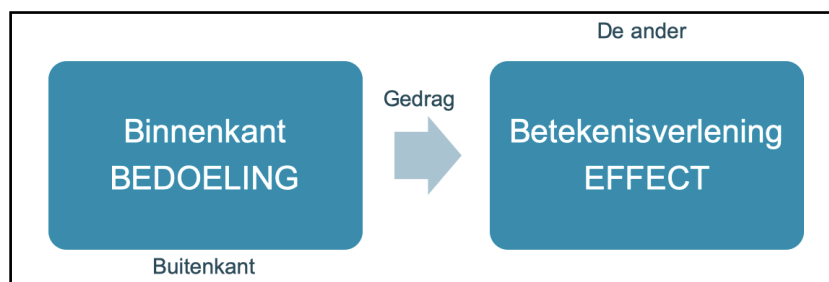 De ander
Binnenkant
BEDOELING
Gedrag
Betekenisverlening
EFFECT
Buitenkant